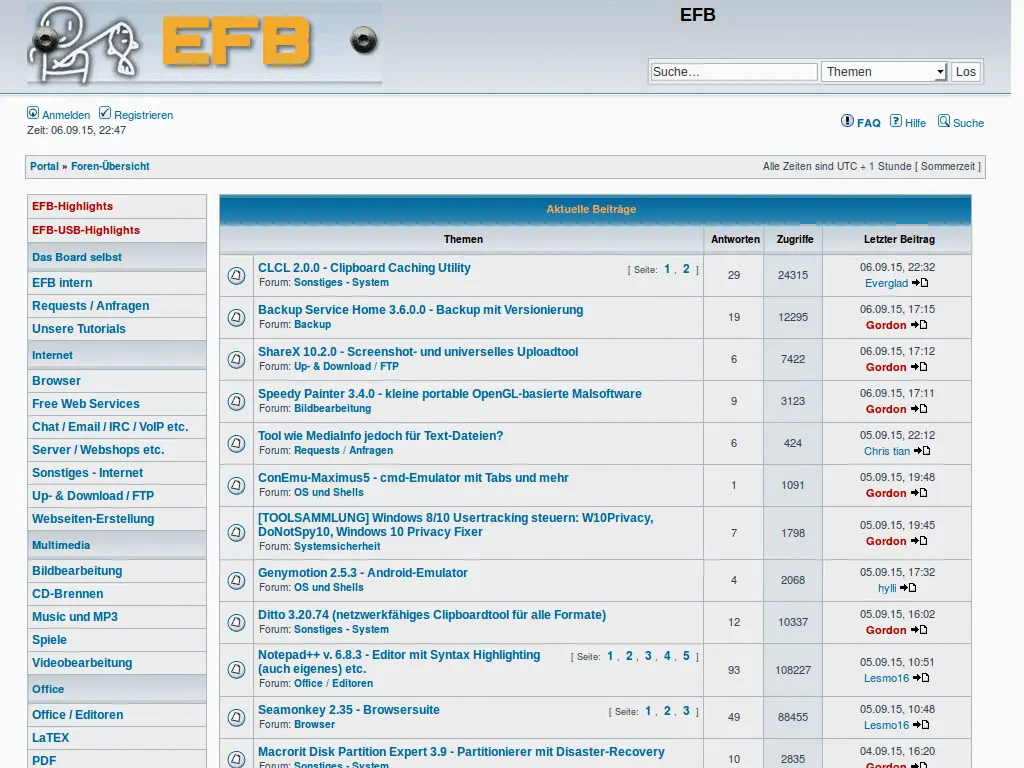 EFB
EFB
Suche…
Themen
Los
Anmelden Registrieren
Zeit: 06.09.15, 22:47
FAQ Hilfe Suche
Portal » Foren-Übersicht
Alle Zeiten sind UTC + 1 Stunde [ Sommerzeit ]
EFB-Highlights
EFB-USB-Highlights
Das Board selbst
EFB intern
Requests / Anfragen
Unsere Tutorials
Internet
Browser
Free Web Services
Chat / Email / IRC / VoIP etc.
Server / Webshops etc.
Sonstiges - Internet
Up- & Download / FTP
Webseiten-Erstellung
Multimedia
Bildbearbeitung
CD-Brennen
Music und MP3
Spiele
Videobearbeitung
Office
Office / Editoren
LaTEX
PDF
Aktuelle Beiträge
Themen Antworten Zugriffe Letzter Beitrag
CLCL 2.0.0 - Clipboard Caching Utility [ Seite: 1 , 2 ]
Forum: Sonstiges - System
29 24315 06.09.15, 22:32
Everglad
Backup Service Home 3.6.0.0 - Backup mit Versionierung
Forum: Backup
19 12295 06.09.15, 17:15
Gordon
ShareX 10.2.0 - Screenshot- und universelles Uploadtool
Forum: Up- & Download / FTP
6 7422 06.09.15, 17:12
Gordon
Speedy Painter 3.4.0 - kleine portable OpenGL-basierte Malsoftware
Forum: Bildbearbeitung
9 3123 06.09.15, 17:11
Gordon
Tool wie MediaInfo jedoch für Text-Dateien?
Forum: Requests / Anfragen
6 424 05.09.15, 22:12
Chris tian
ConEmu-Maximus5 - cmd-Emulator mit Tabs und mehr
Forum: OS und Shells
1 1091 05.09.15, 19:48
Gordon
[TOOLSAMMLUNG] Windows 8/10 Usertracking steuern: W10Privacy,
DoNotSpy10, Windows 10 Privacy Fixer
Forum: Systemsicherheit
7 1798 05.09.15, 19:45
Gordon
Genymotion 2.5.3 - Android-Emulator
Forum: OS und Shells
4 2068 05.09.15, 17:32
hylli
Ditto 3.20.74 (netzwerkfähiges Clipboardtool für alle Formate)
Forum: Sonstiges - System
12 10337 05.09.15, 16:02
Gordon
Notepad++ v. 6.8.3 - Editor mit Syntax Highlighting [ Seite: 1 , 2 , 3 , 4 , 5 ]
(auch eigenes) etc.
Forum: Office / Editoren
93 108227 05.09.15, 10:51
Lesmo16
Seamonkey 2.35 - Browsersuite [ Seite: 1 , 2 , 3 ]
Forum: Browser
49 88455 05.09.15, 10:48
Lesmo16
Macrorit Disk Partition Expert 3.9 - Partitionierer mit Disaster-Recovery
Forum: Sonstiges - System
10 2835 04.09.15, 16:20
Gordon